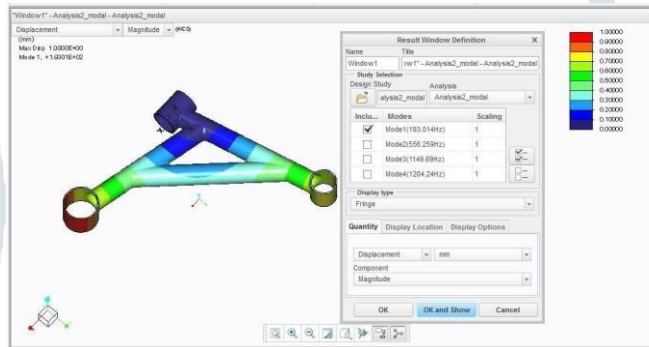 "Window1" - Analysis2_modal - Analysis2_modal
Displacement Magnitude (WCS)
(mm)
Max Disp 1.0000E+00
Mode 1, +1.9301E+02
Result Window Definition X
Name Title
Window1 ow1" - Analysis2_modal - Analysis2_modal
Study Selection
Design Study Analysis
alysis2_modal Analysis2_modal
Inclu... Modes Scaling
Mode1(193.014Hz) 1
Mode2(556.259Hz) 1
Mode3(1149.69Hz) 1
Mode4(1204.24Hz) 1
Display type
Fringe
Quantity Display Location Display Options
Displacement mm
Component
Magnitude
OK OK and Show Cancel
1.00000
0.90000
0.80000
0.70000
0.60000
0.50000
0.40000
0.30000
0.20000
0.10000
0.00000